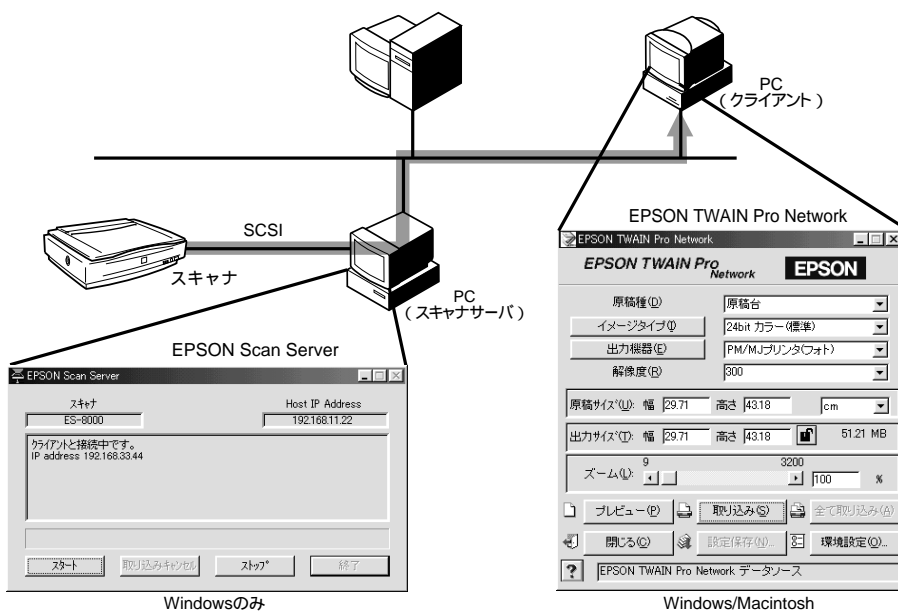 PC
（クライアント）
SCSI
スキャナ
PC
（スキャナサーバ）
EPSON Scan Server
EPSON Scan Server
スキャナ
Host IP Address
ES-8000
192.168.11.22
クライアントと接続中です。
IP address 192.168.33.44
スタート
取り込みキャンセル
ストップ
終了
Windowsのみ
EPSON TWAIN Pro Network
EPSON TWAIN Pro Network
EPSON TWAIN Pro
Network
EPSON
原稿種(D)
原稿台
イメージタイプ(I)
24bit カラー(標準)
出力機器(E)
PM/MJプリンタ(フォト)
解像度(R)
300
原稿サイズ(U): 幅 29.71 高さ 43.18 cm
出力サイズ(T): 幅 29.71 高さ 43.18 51.21 MB
9 3200
ズーム(L): 100 %
プレビュー(P) 取り込み(S) 全て取り込み(A)
閉じる(C) 設定保存(N)... 環境設定(O)...
? EPSON TWAIN Pro Network データソース
Windows/Macintosh